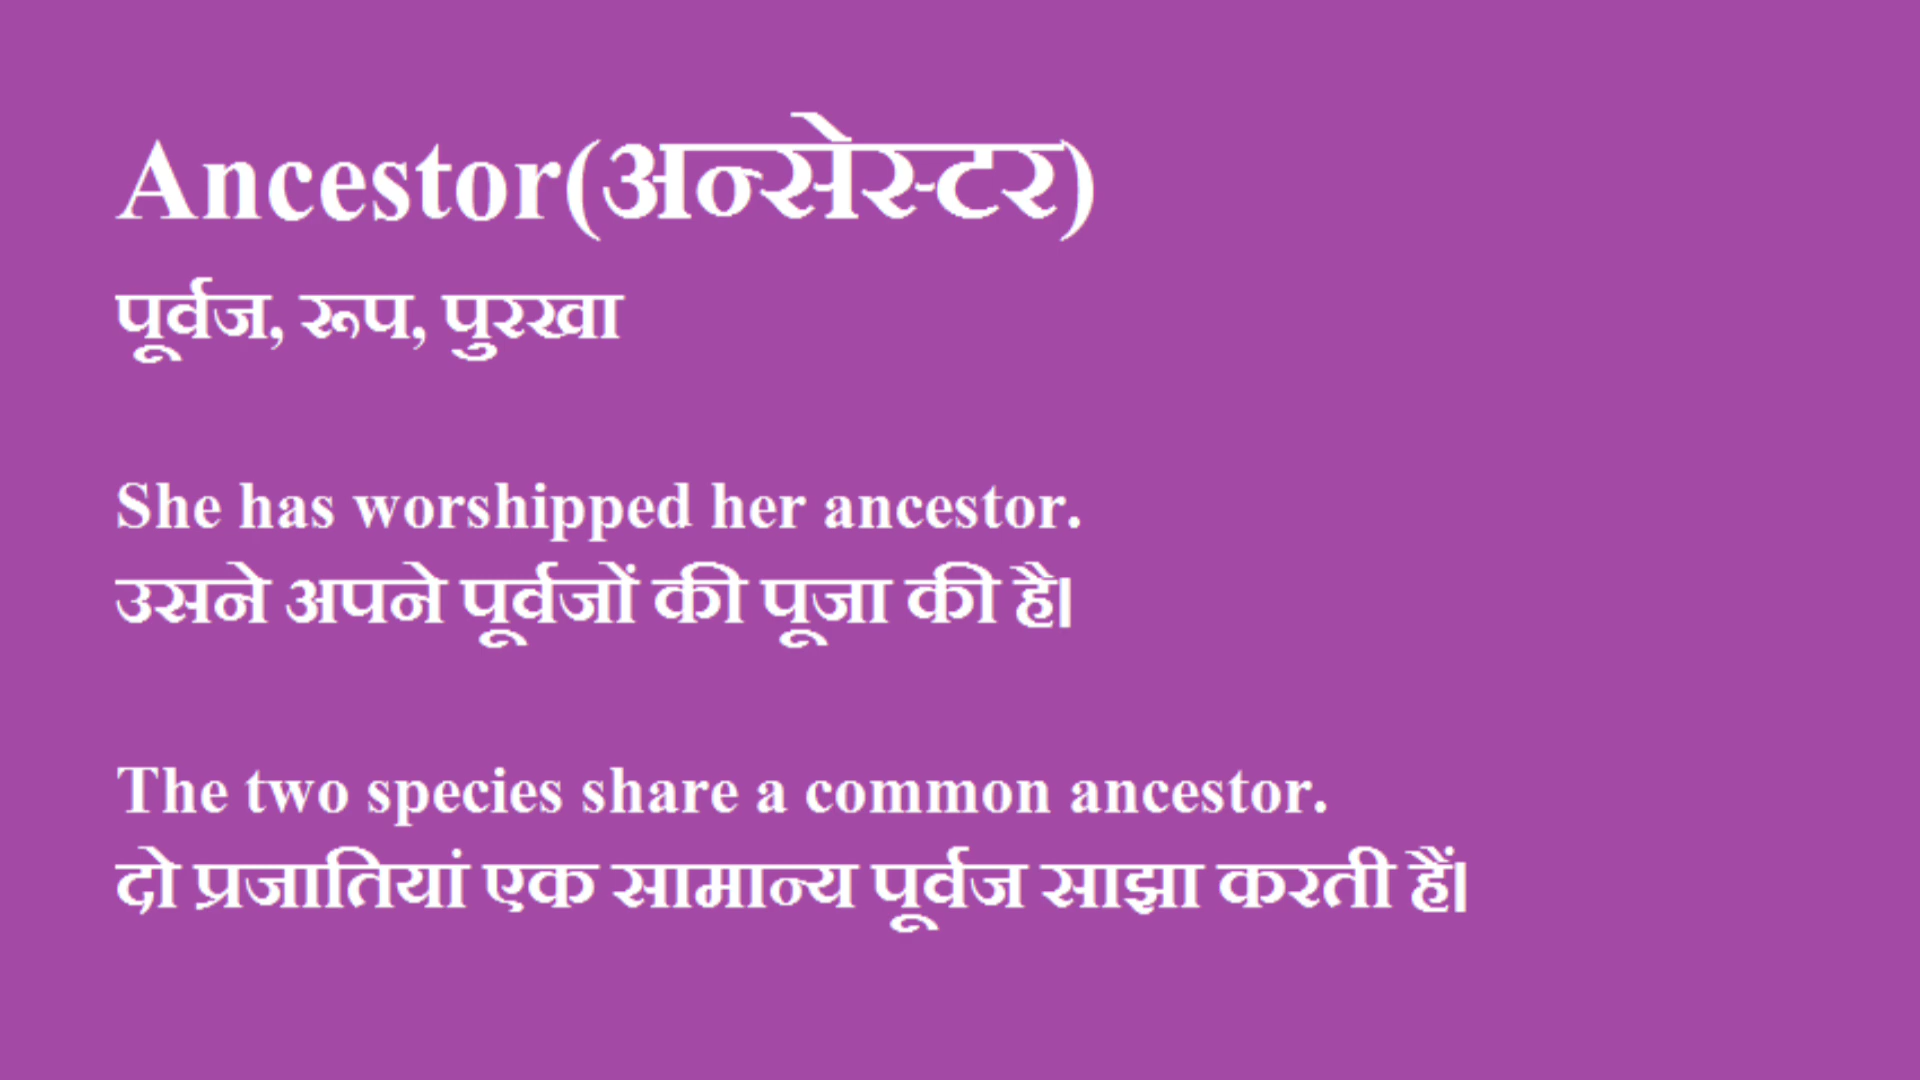 Ancestor(अन्सेस्टर)
पूर्वज, रूप, पुरखा
She has worshipped her ancestor.
उसने अपने पूर्वजों की पूजा की है।
The two species share a common ancestor.
दो प्रजातियां एक सामान्य पूर्वज साझा करती हैं।